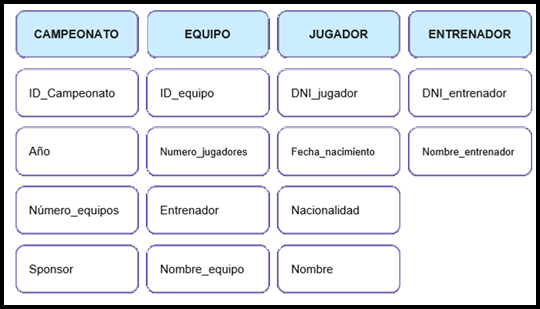 CAMPEONATO EQUIPO JUGADOR ENTRENADOR
ID_Campeonato ID_equipo DNI_jugador DNI_entrenador
Año Numero_jugadores Fecha_nacimiento Nombre_entrenador
Número_equipos Entrenador Nacionalidad
Sponsor Nombre_equipo Nombre